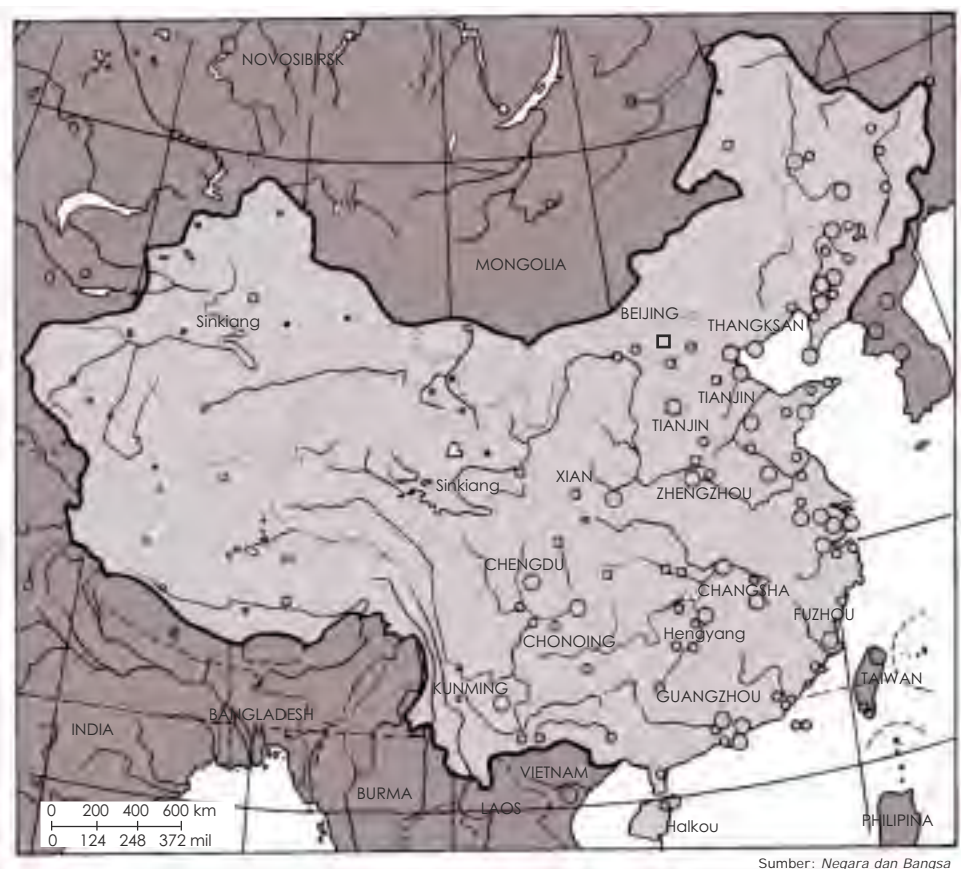 NOVOSIBIRSK
MONGOLIA
Sinkiang
BEIJING
THANGKSAN
TIANJIN
TIANJIN
Sinkiang
XIAN
ZHENGZHOU
CHENGDU
CHANGSHA
FUZHOU
CHONOING
Hengyang
KUNMING
GUANGZHOU
TAIWAN
INDIA
BANGLADESH
VIETNAM
BURMA
LAOS
Halkou
PHILIPINA
0 200 400 600 km
0 124 248 372 mil
Sumber: Negara dan Bangsa